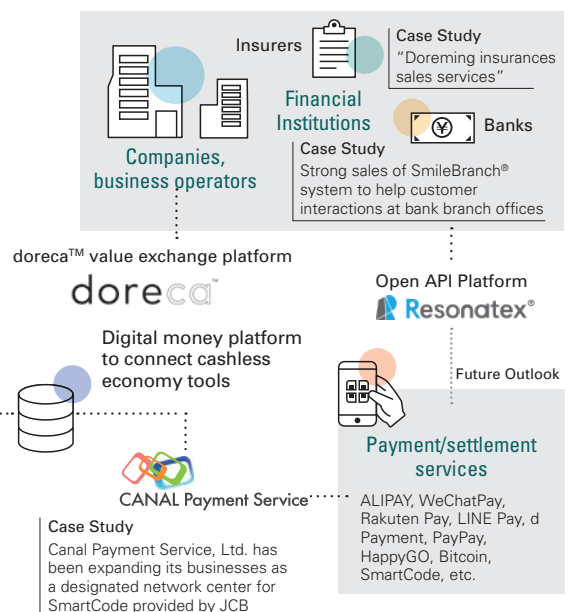 Insurers
Case Study
“Doreming insurances
sales services”
Financial
Institutions
Banks
Companies,
business operators
Case Study
Strong sales of SmileBranch®
system to help customer
interactions at bank branch offices
doreca™ value exchange platform
doreca™
Open API Platform
Resonatex®
Digital money platform
to connect cashless
economy tools
Future Outlook
Payment/settlement
services
ALIPAY, WeChatPay,
Rakuten Pay, LINE Pay, d
Payment, PayPay,
HappyGO, Bitcoin,
SmartCode, etc.
CANAL Payment Service
Case Study
Canal Payment Service, Ltd. has
been expanding its businesses as
a designated network center for
SmartCode provided by JCB